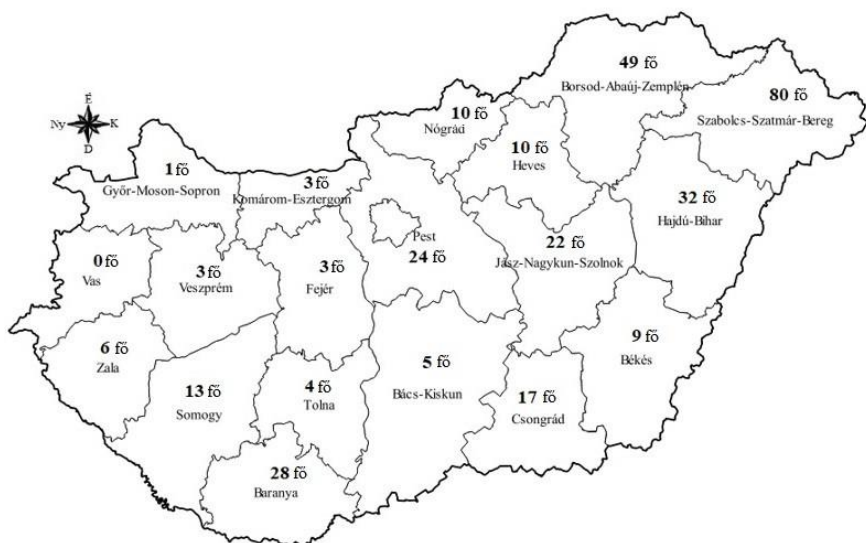 49 fő
Borsod-Abaúj-Zemplén
80 fő
Szabolcs-Szatmár-Bereg
10 fő
Nógrád
É
Ny
K
D
10 fő
Heves
1 fő
Győr-Moson-Sopron
3 fő
Komárom-Esztergom
32 fő
Hajdú-Bihar
Pest
24 fő
22 fő
Jász-Nagykun-Szolnok
0 fő
Vas
3 fő
Veszprém
3 fő
Fejér
6 fő
Zala
9 fő
Békés
5 fő
Bács-Kiskun
13 fő
Somogy
4 fő
Tolna
17 fő
Csongrád
28 fő
Baranya